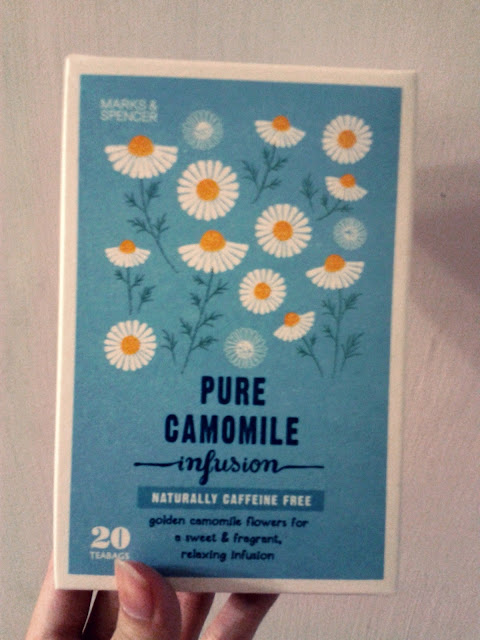 MARKS &
SPENCER
PURE
CAMOMILE
infusion
NATURALLY CAFFEINE FREE
golden camomile flowers for
a sweet & fragrant,
relaxing infusion
20
TEABAGS